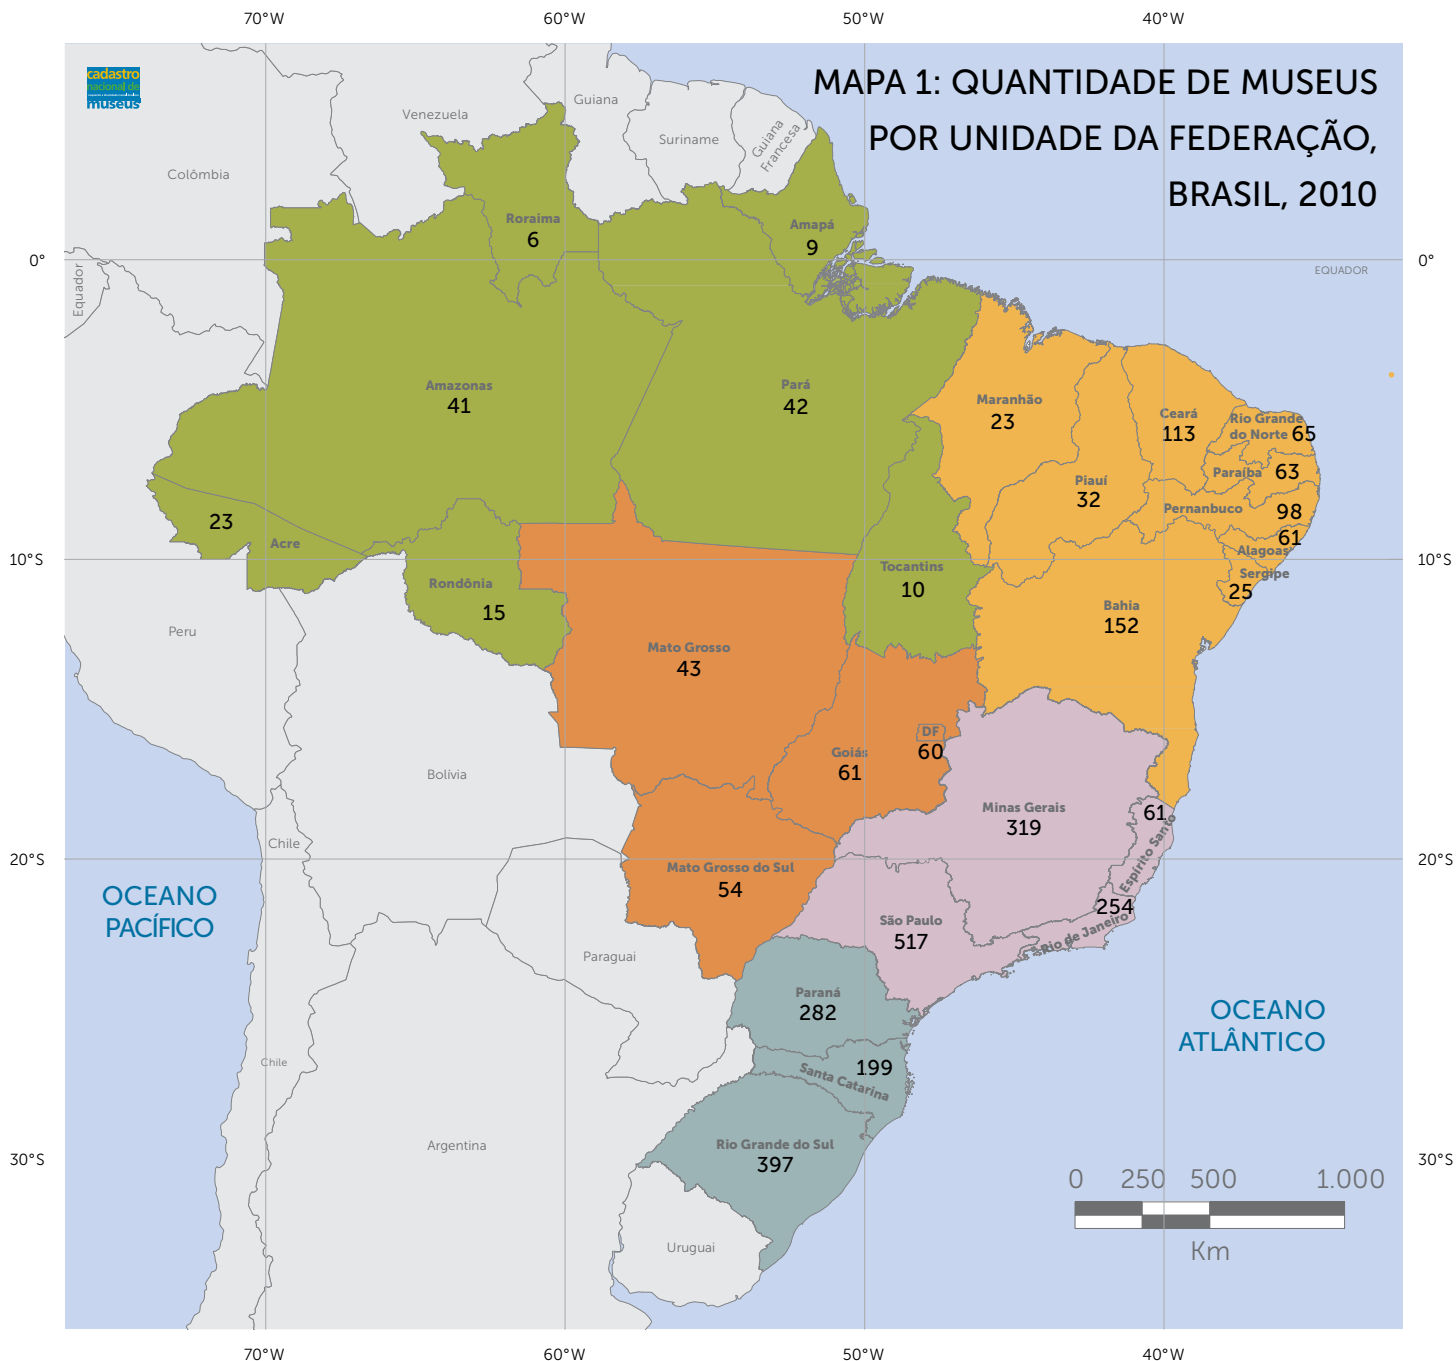 70°W 60°W 50°W 40°W
cadastro
nacional de
museus
MAPA 1: QUANTIDADE DE MUSEUS
POR UNIDADE DA FEDERAÇÃO,
BRASIL, 2010
Venezuela
Guiana
Suriname
Guiana
Francesa
Colômbia
Roraima
6
Amapá
9
0°
0°
EQUADOR
Equador
Amazonas
41
Pará
42
Maranhão
23
Ceará
113
Rio Grande
do Norte 65
Paraíba 63
Piauí
32
Pernanbuco 98
61
Alagoas
Sergipe
25
23
Acre
10°S
10°S
Rondônia
15
Tocantins
10
Bahia
152
Peru
Mato Grosso
43
DF
60
Goiás
61
Bolívia
Minas Gerais
319
61
Espírito Santo
Chile
20°S
20°S
Mato Grosso do Sul
54
OCEANO
PACÍFICO
254
Rio de Janeiro
São Paulo
517
Paraguai
Paraná
282
OCEANO
ATLÂNTICO
Chile
199
Santa Catarina
Argentina
Rio Grande do Sul
397
30°S
30°S
0 250 500 1.000
Km
Uruguai
70°W 60°W 50°W 40°W